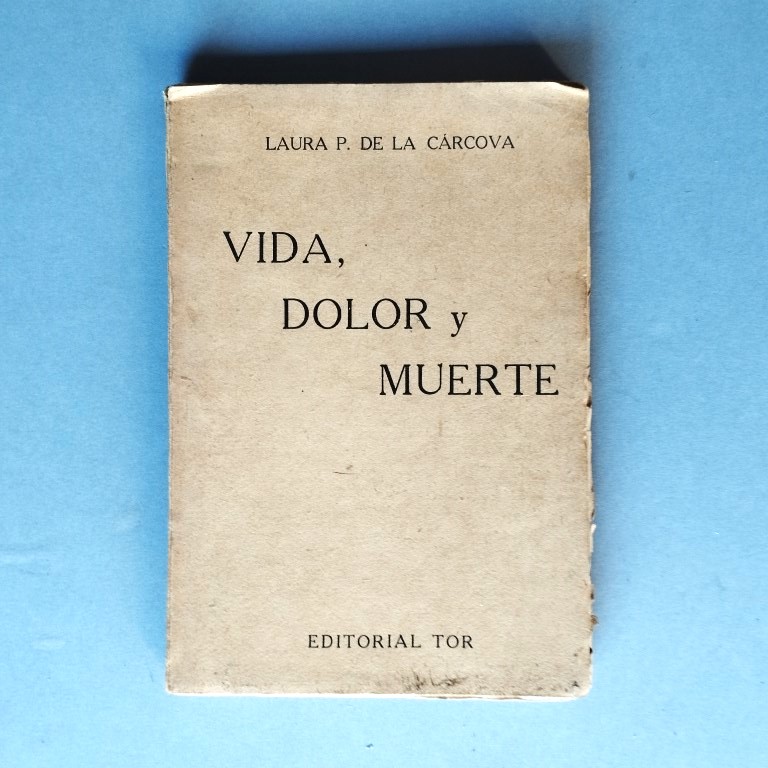 LAURA P. DE LA CÁRCOVA
VIDA,
DOLOR y
MUERTE
EDITORIAL TOR